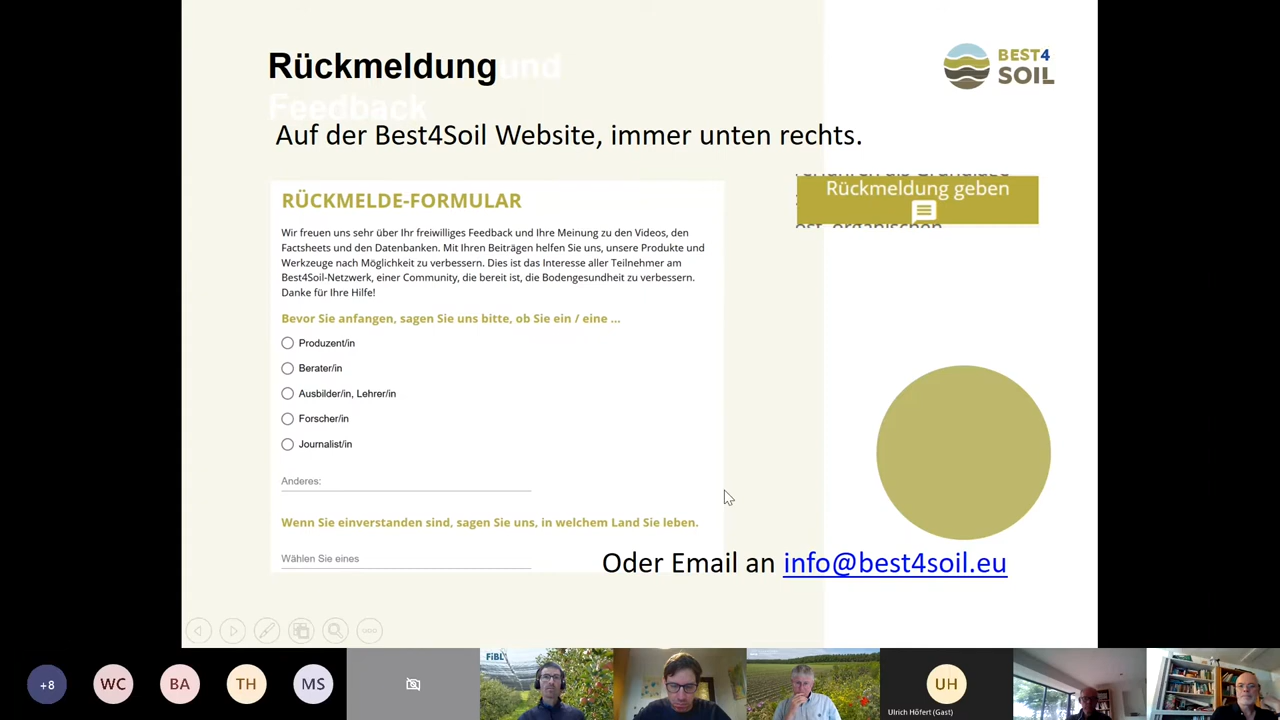 Rückmeldung und
Feedback
BEST4
SOIL
Auf der Best4Soil Website, immer unten rechts.
RÜCKMELDE-FORMULAR
Wir freuen uns sehr über Ihr freiwilliges Feedback und Ihre Meinung zu den Videos, den
Factsheets und den Datenbanken. Mit Ihren Beiträgen helfen Sie uns, unsere Produkte und
Werkzeuge nach Möglichkeit zu verbessern. Dies ist das Interesse aller Teilnehmer am
Best4Soil-Netzwerk, einer Community, die bereit ist, die Bodengesundheit zu verbessern.
Danke für Ihre Hilfe!
Bevor Sie anfangen, sagen Sie uns bitte, ob Sie ein / eine ...
Produzent/in
Berater/in
Ausbilder/in, Lehrer/in
Forscher/in
Journalist/in
Anderes:
Wenn Sie einverstanden sind, sagen Sie uns, in welchem Land Sie leben.
Wählen Sie eines
Rückmeldung geben
Oder Email an info@best4soil.eu
+8
WC
BA
TH
MS
FiBL
UH
Ulrich Höfert (Gast)